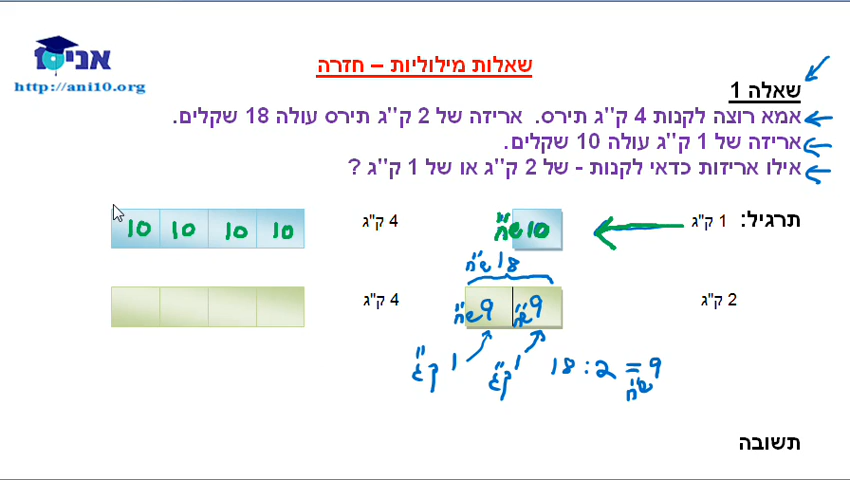 אני10
http://ani10.org
שאלות מילוליות – חזרה
שאלה 1
אמא רוצה לקנות 4 ק"ג תירס. אריזה של 2 ק"ג תירס עולה 18 שקלים.
אריזה של 1 ק"ג עולה 10 שקלים.
אילו אריזות כדאי לקנות - של 2 ק"ג או של 1 ק"ג ?
תרגיל: 1 ק"ג 10 ש"ח 4 ק"ג 10 10 10 10
18 ש"ח
2 ק"ג 9 ש"ח 9 ש"ח 4 ק"ג
1 ק"ג 1 ק"ג 18 : 2 = 9 ש"ח
תשובה